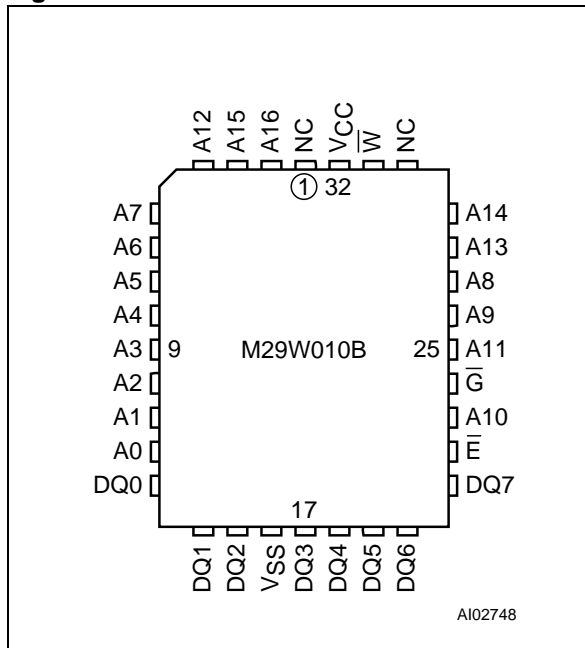 A12 A15 A16 NC VCC W̅ NC
① 32
A7 A14
A6 A13
A5 A8
A4 A9
A3 9 M29W010B 25 A11
A2 G̅
A1 A10
A0 E̅
DQ0 DQ7
17
DQ1 DQ2 VSS DQ3 DQ4 DQ5 DQ6
AI02748